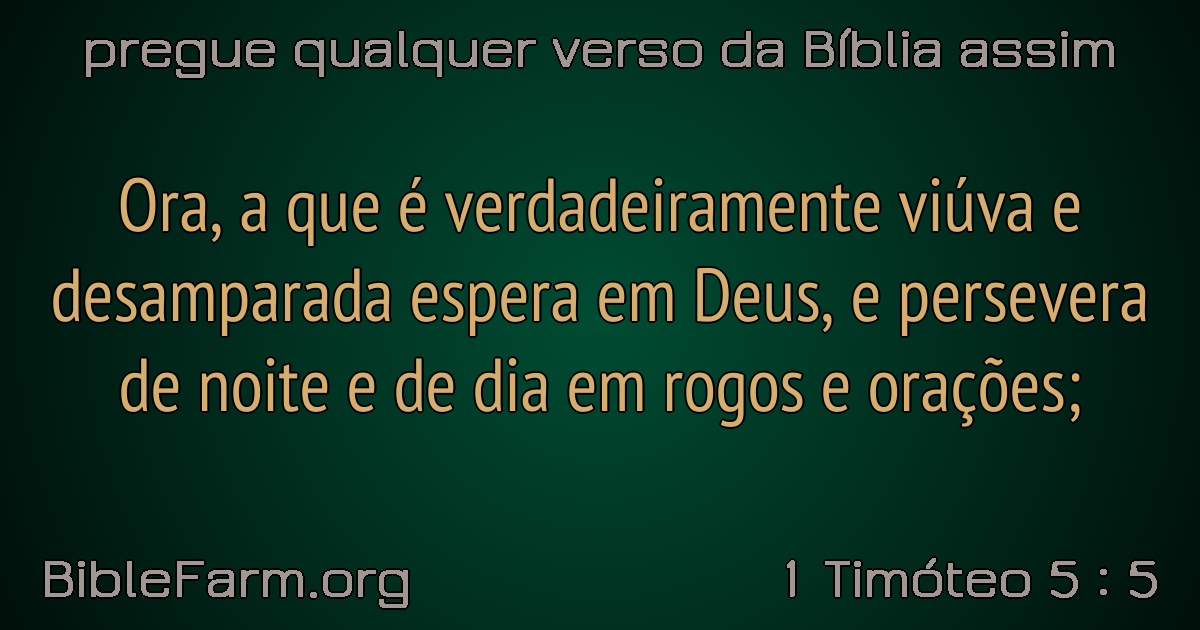 pregue qualquer verso da Bíblia assim
Ora, a que é verdadeiramente viúva e
desamparada espera em Deus, e persevera
de noite e de dia em rogos e orações;
BibleFarm.org
1 Timóteo 5 : 5